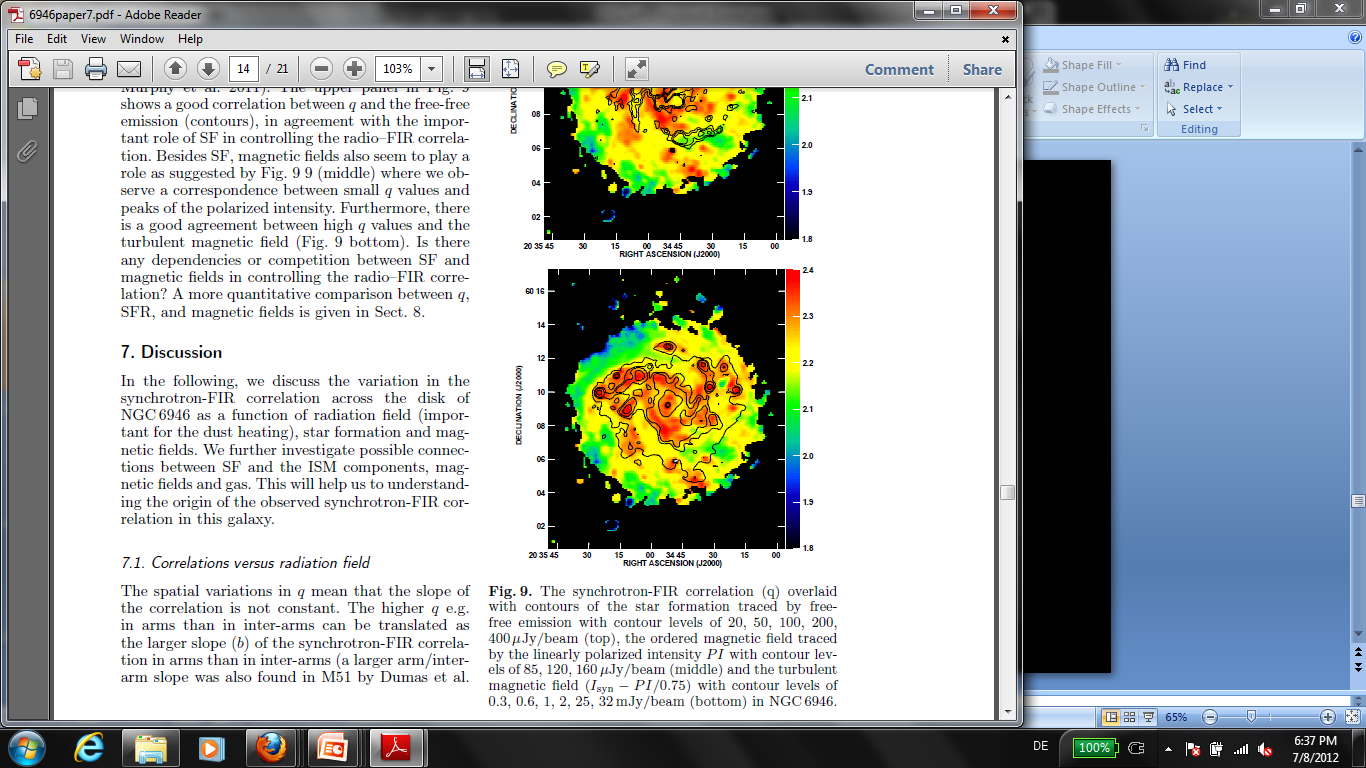 6946paper7.pdf - Adobe Reader
File Edit View Window Help
14 / 21
103%
Comment Share
Murphy et al. 2011). The upper panel in Fig. 9
shows a good correlation between q and the free-free
emission (contours), in agreement with the impor-
tant role of SF in controlling the radio–FIR correla-
tion. Besides SF, magnetic fields also seem to play a
role as suggested by Fig. 9 9 (middle) where we ob-
serve a correspondence between small q values and
peaks of the polarized intensity. Furthermore, there
is a good agreement between high q values and the
turbulent magnetic field (Fig. 9 bottom). Is there
any dependencies or competition between SF and
magnetic fields in controlling the radio–FIR corre-
lation? A more quantitative comparison between q,
SFR, and magnetic fields is given in Sect. 8.
7. Discussion
In the following, we discuss the variation in the
synchrotron-FIR correlation across the disk of
NGC 6946 as a function of radiation field (impor-
tant for the dust heating), star formation and mag-
netic fields. We further investigate possible connec-
tions between SF and the ISM components, mag-
netic fields and gas. This will help us to understand-
ing the origin of the observed synchrotron-FIR cor-
relation in this galaxy.
7.1. Correlations versus radiation field
The spatial variations in q mean that the slope of
the correlation is not constant. The higher q e.g.
in arms than in inter-arms can be translated as
the larger slope (b) of the synchrotron-FIR correla-
tion in arms than in inter-arms (a larger arm/inter-
arm slope was also found in M51 by Dumas et al.
DECLINATION
08
06
04
02
20 35 45 30 15 00 34 45 30 15 00
RIGHT ASCENSION (J2000)
2.1
2.0
1.9
1.8
DECLINATION (J2000)
60 16
14
12
10
08
06
04
02
20 35 45 30 15 00 34 45 30 15 00
RIGHT ASCENSION (J2000)
2.4
2.3
2.2
2.1
2.0
1.9
1.8
Fig. 9. The synchrotron-FIR correlation (q) overlaid
with contours of the star formation traced by free-
free emission with contour levels of 20, 50, 100, 200,
400 μJy/beam (top), the ordered magnetic field traced
by the linearly polarized intensity PI with contour lev-
els of 85, 120, 160 μJy/beam (middle) and the turbulent
magnetic field (Isyn − PI/0.75) with contour levels of
0.3, 0.6, 1, 2, 25, 32 mJy/beam (bottom) in NGC 6946.
Shape Fill
Shape Outline
Shape Effects
Find
Replace
Select
Editing
65%
DE
100%
6:37 PM
7/8/2012